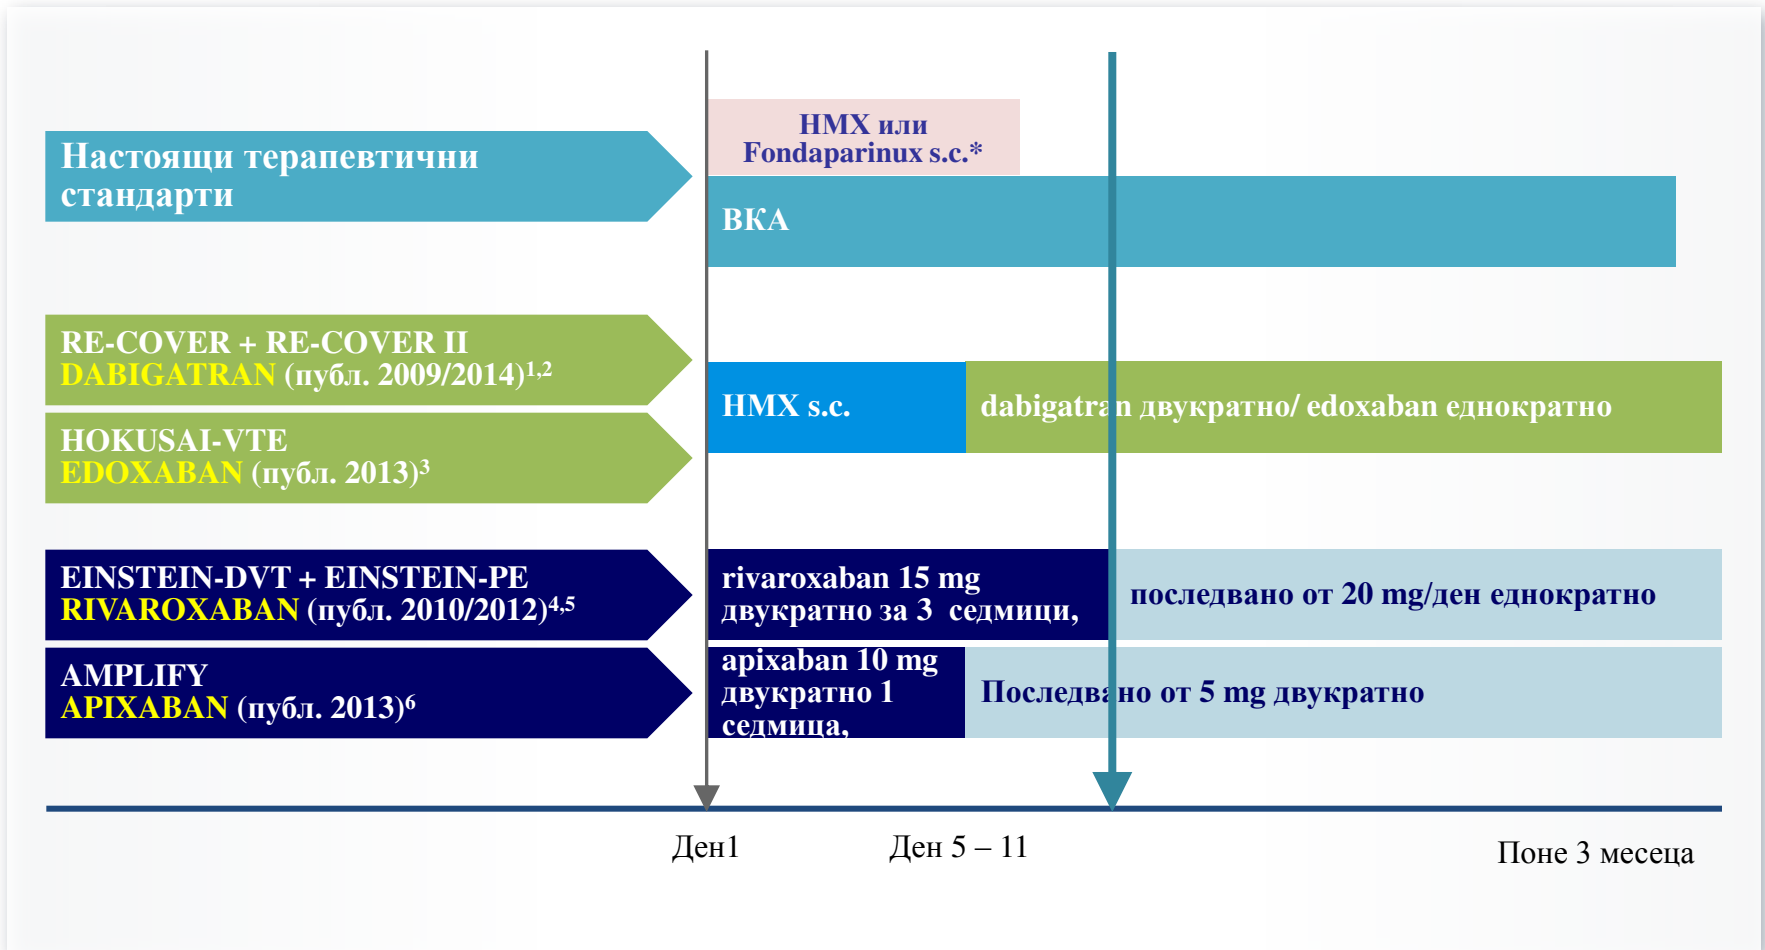 НМХ или
Fondaparinux s.c.*
Настоящи терапевтични
стандарти
ВКА
RE-COVER + RE-COVER II
DABIGATRAN (публ. 2009/2014)1,2
НМХ s.c.
dabigatran двукратно/ edoxaban еднократно
HOKUSAI-VTE
EDOXABAN (публ. 2013)3
EINSTEIN-DVT + EINSTEIN-PE
RIVAROXABAN (публ. 2010/2012)4,5
rivaroxaban 15 mg
двукратно за 3 седмици,
последвано от 20 mg/ден еднократно
AMPLIFY
APIXABAN (публ. 2013)6
apixaban 10 mg
двукратно 1
седмица,
Последвано от 5 mg двукратно
Ден1
Ден 5 – 11
Поне 3 месеца